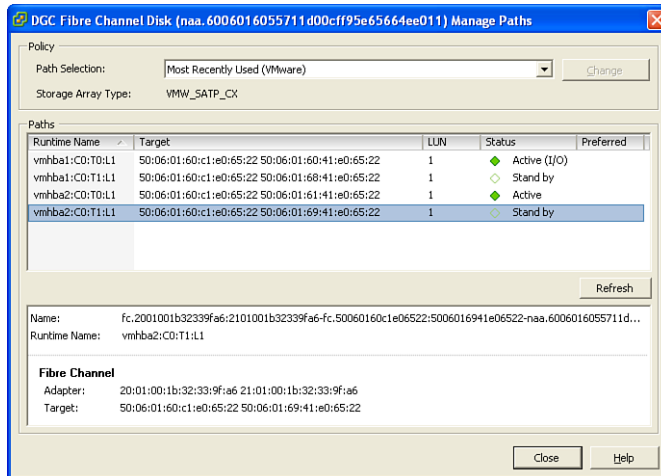 DGC Fibre Channel Disk (naa.6006016055711d00cff95e65664ee011) Manage Paths
Policy
Path Selection: Most Recently Used (VMware) Change
Storage Array Type: VMW_SATP_CX
Paths
Runtime Name Target LUN Status Preferred
vmhba1:C0:T0:L1 50:06:01:60:c1:e0:65:22 50:06:01:60:41:e0:65:22 1 Active (I/O)
vmhba1:C0:T1:L1 50:06:01:60:c1:e0:65:22 50:06:01:68:41:e0:65:22 1 Stand by
vmhba2:C0:T0:L1 50:06:01:60:c1:e0:65:22 50:06:01:61:41:e0:65:22 1 Active
vmhba2:C0:T1:L1 50:06:01:60:c1:e0:65:22 50:06:01:69:41:e0:65:22 1 Stand by
Refresh
Name: fc.2001001b32339fa6:2101001b32339fa6-fc.50060160c1e06522:5006016941e06522-naa.6006016055711d...
Runtime Name: vmhba2:C0:T1:L1
Fibre Channel
Adapter: 20:01:00:1b:32:33:9f:a6 21:01:00:1b:32:33:9f:a6
Target: 50:06:01:60:c1:e0:65:22 50:06:01:69:41:e0:65:22
Close Help